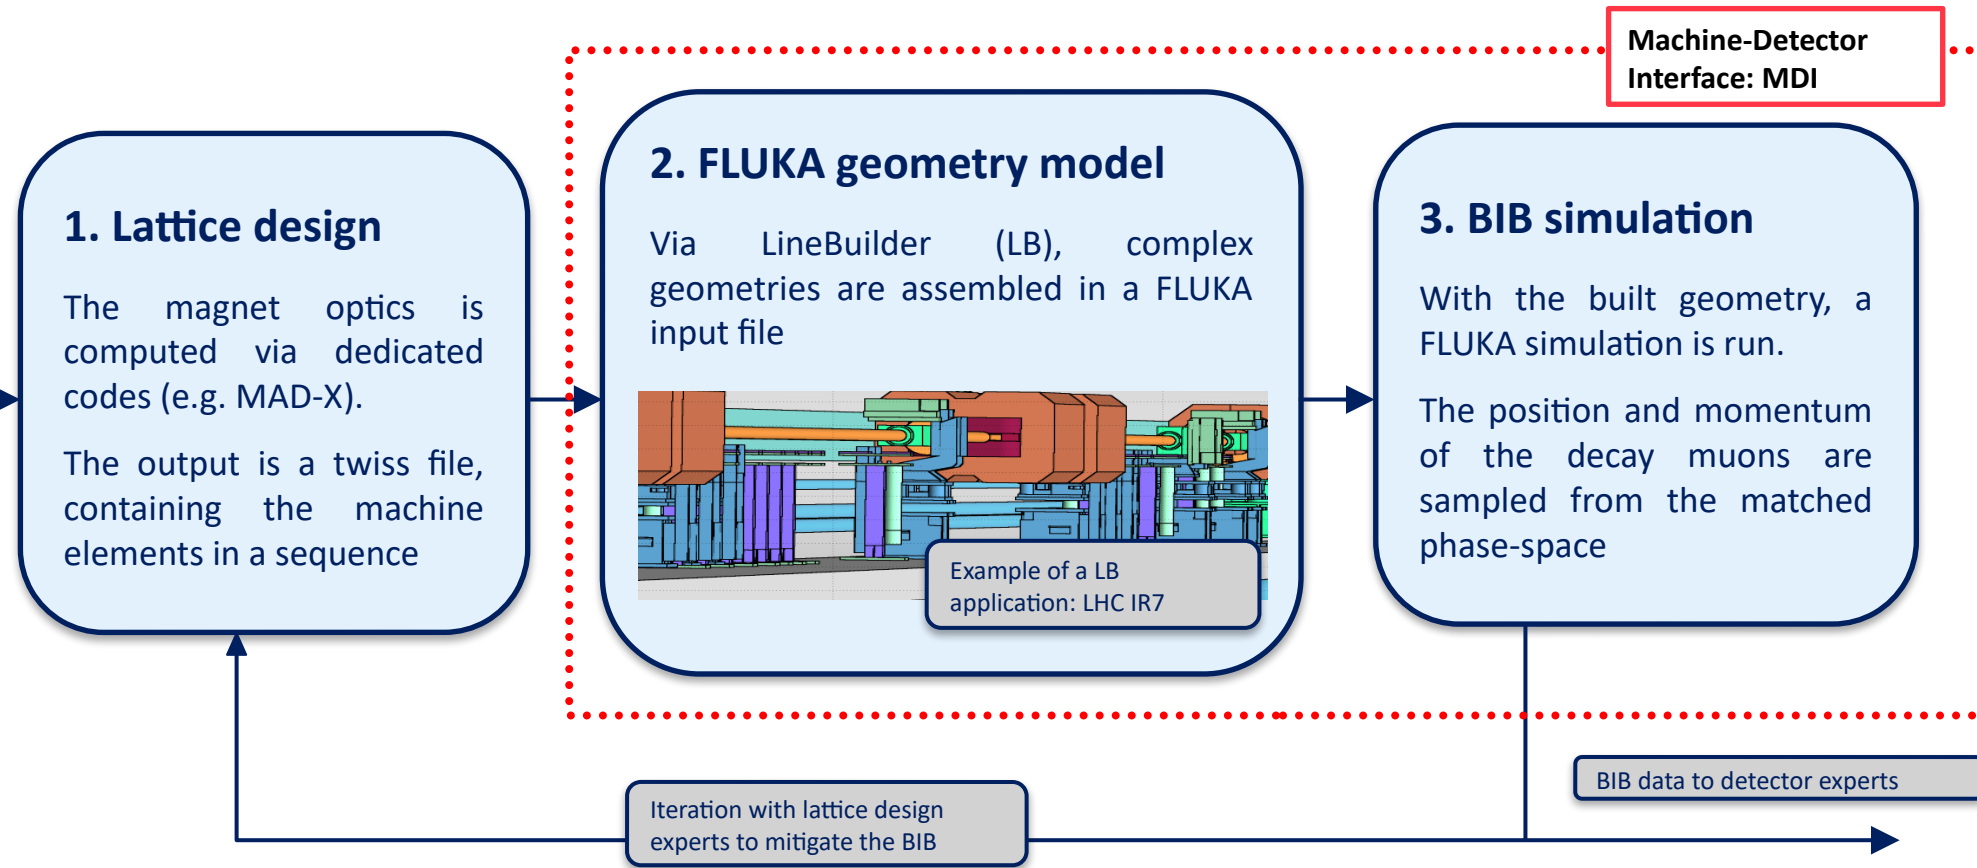 Machine-Detector
Interface: MDI
1. Lattice design
The magnet optics is
computed via dedicated
codes (e.g. MAD-X).
The output is a twiss file,
containing the machine
elements in a sequence
2. FLUKA geometry model
Via LineBuilder (LB), complex
geometries are assembled in a FLUKA
input file
Example of a LB
application: LHC IR7
3. BIB simulation
With the built geometry, a
FLUKA simulation is run.
The position and momentum
of the decay muons are
sampled from the matched
phase-space
Iteration with lattice design
experts to mitigate the BIB
BIB data to detector experts